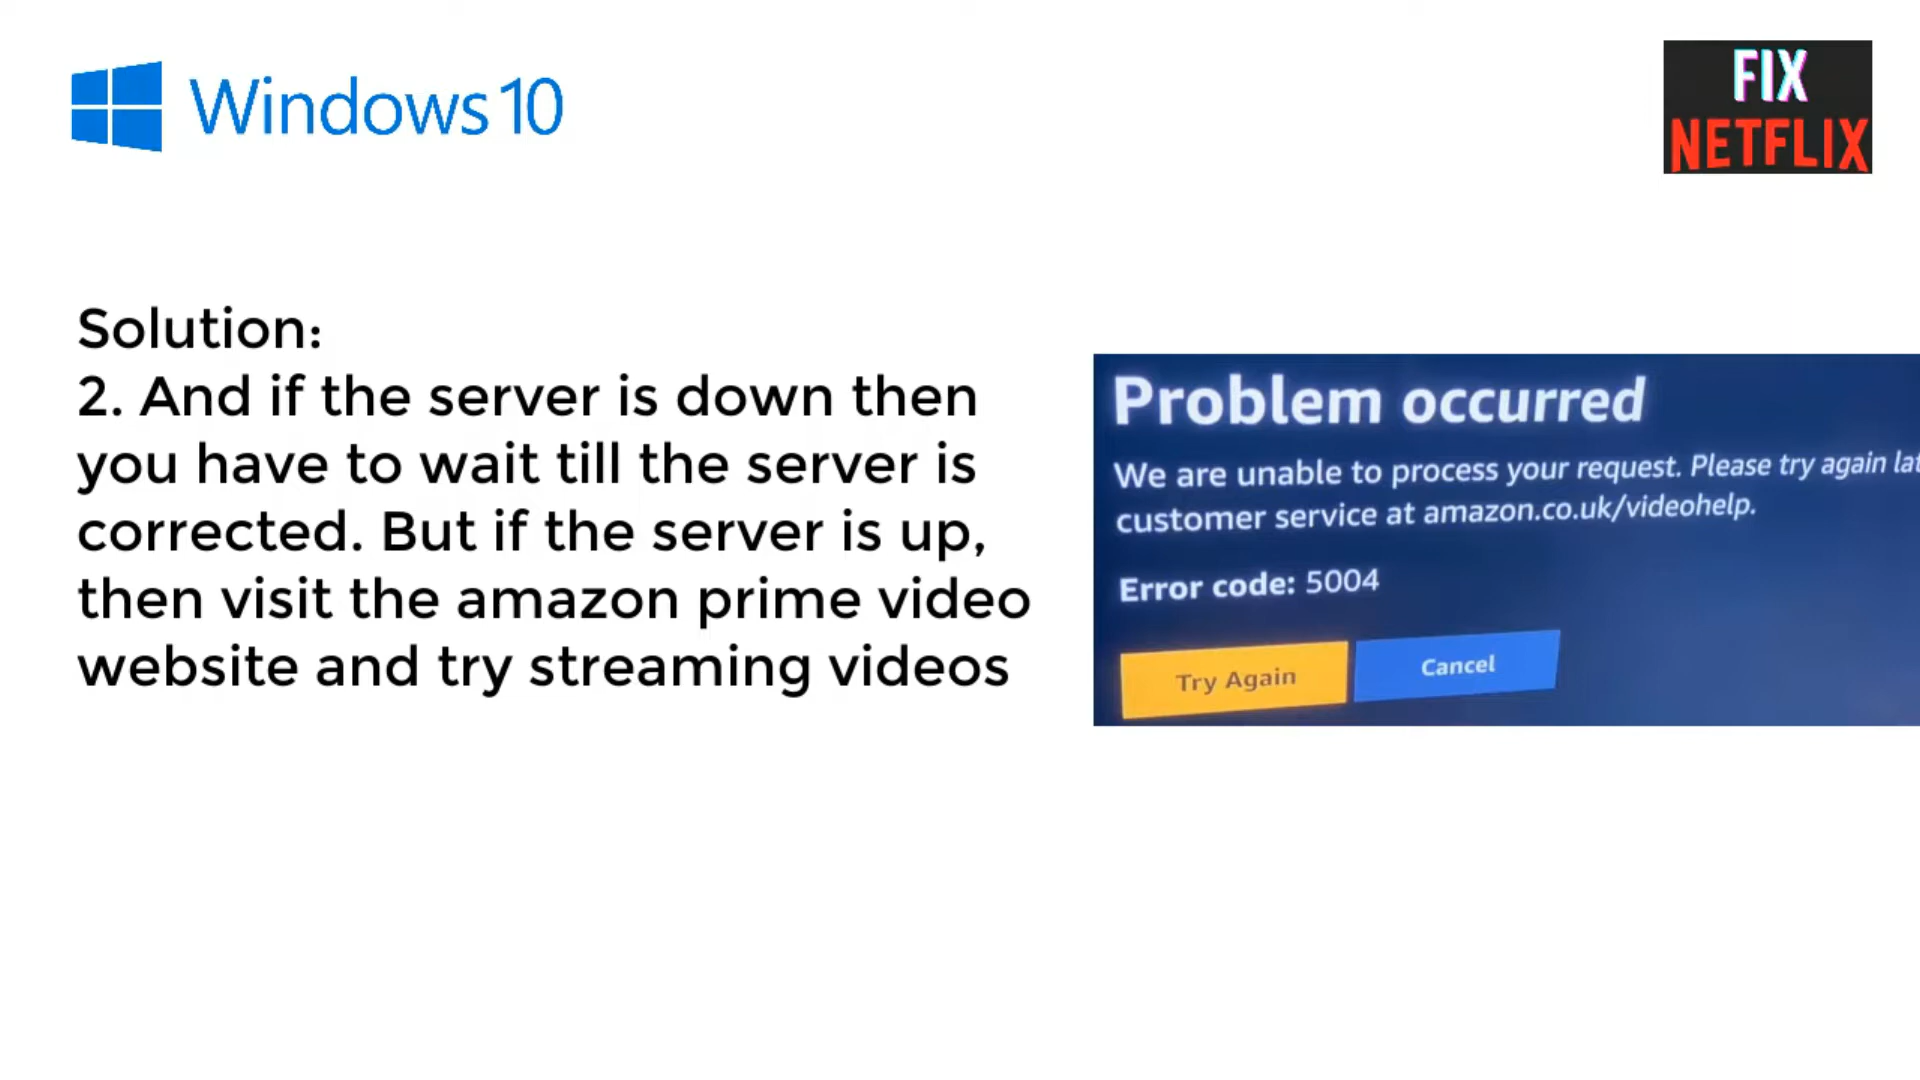 Windows 10
FIX
NETFLIX
Solution:
2. And if the server is down then
you have to wait till the server is
corrected. But if the server is up,
then visit the amazon prime video
website and try streaming videos
Problem occurred
We are unable to process your request. Please try again
customer service at amazon.co.uk/videohelp.
Error code: 5004
Try Again
Cancel